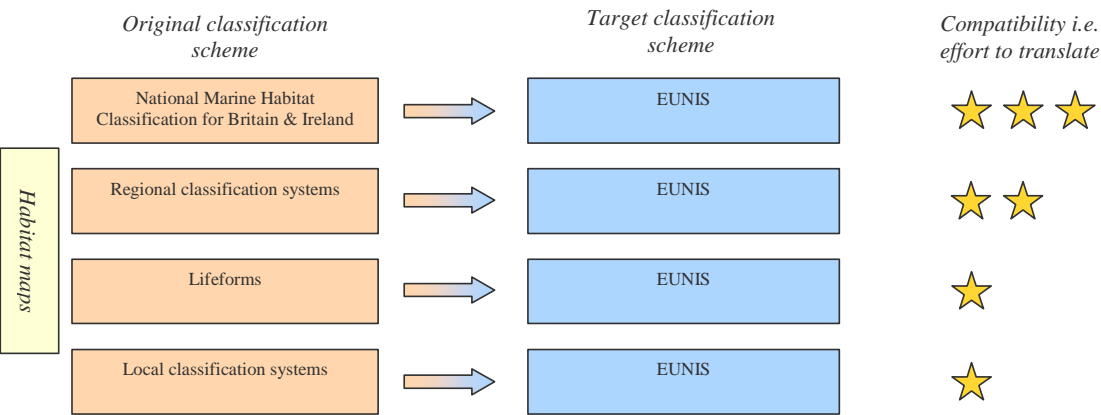 Original classification
scheme
Target classification
scheme
Compatibility i.e.
effort to translate
Habitat maps
National Marine Habitat
Classification for Britain & Ireland
EUNIS
Regional classification systems
EUNIS
Lifeforms
EUNIS
Local classification systems
EUNIS